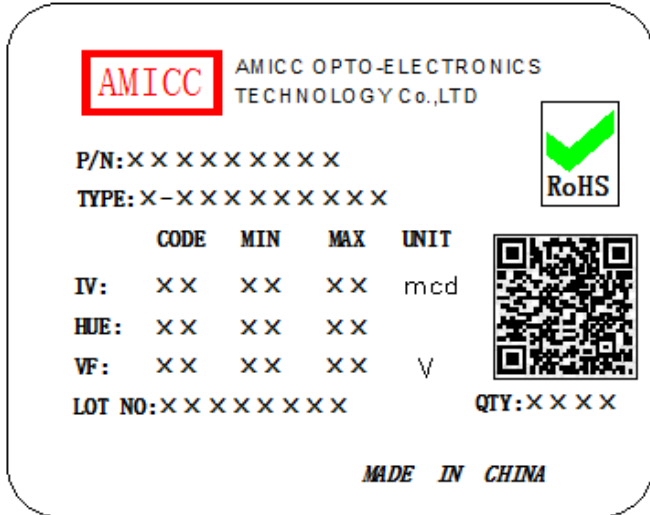 AMICC
AMICC OPTO-ELECTRONICS
TECHNOLOGY Co.,LTD
RoHS
P/N:×××××××××
TYPE:×-×××××××××
CODE MIN MAX UNIT
IV: ×× ×× ×× mcd
HUE: ×× ×× ××
VF: ×× ×× ×× V
LOT NO:××××××××
QTY:××××
MADE IN CHINA